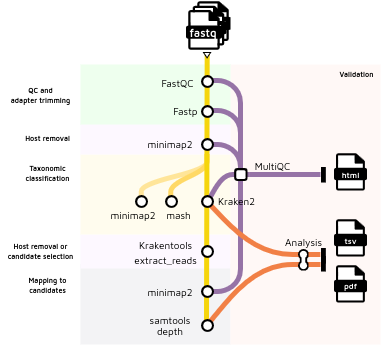 fastq
Validation
QC and
adapter trimming
FastQC
Fastp
Host removal
minimap2
Taxonomic
classification
MultiQC
html
minimap2
mash
Kraken2
Host removal or
candidate selection
Krakentools
extract_reads
Analysis
tsv
pdf
Mapping to
candidates
minimap2
samtools
depth